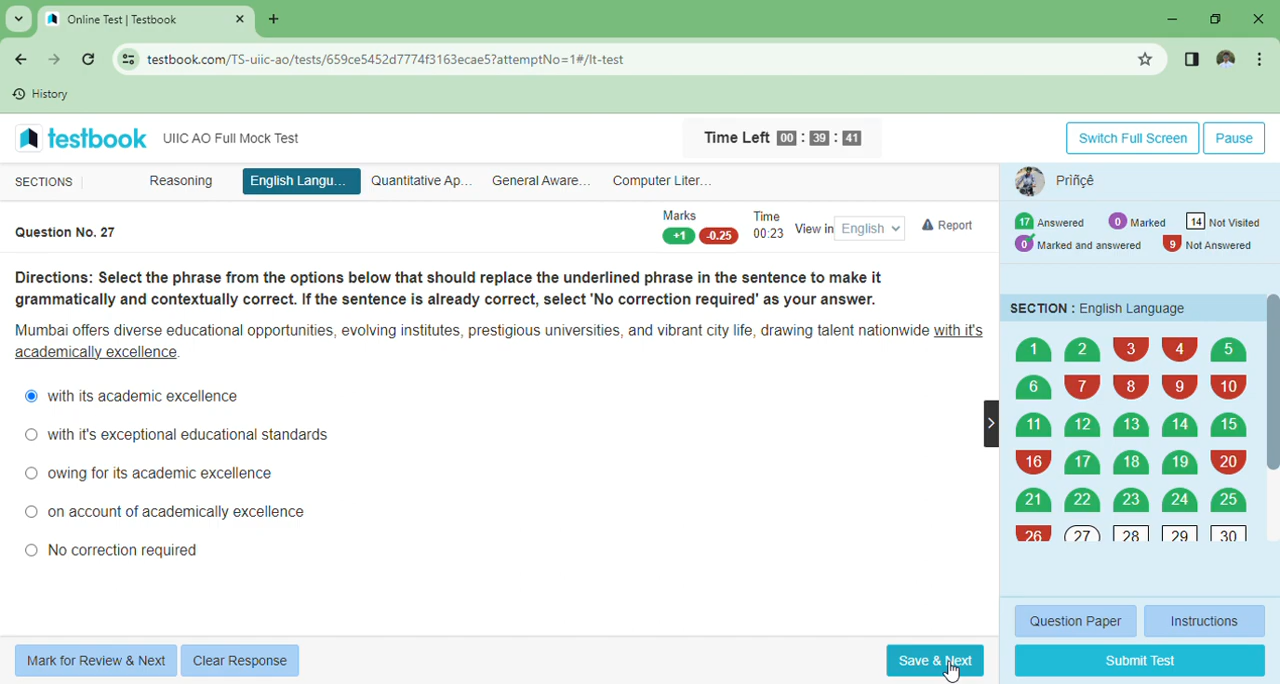 Online Test | Testbook
testbook.com/TS-uiic-ao/tests/659ce5452d7774f3163ecae5?attemptNo=1#/lt-test
History
testbook UIIC AO Full Mock Test Time Left 00 : 39 : 41 Switch Full Screen Pause
SECTIONS Reasoning English Langu... Quantitative Ap... General Aware... Computer Liter... Prìñçê
Question No. 27 Marks +1 -0.25 Time 00:23 View in English Report
17 Answered 0 Marked 14 Not Visited
0 Marked and answered 9 Not Answered
Directions: Select the phrase from the options below that should replace the underlined phrase in the sentence to make it
grammatically and contextually correct. If the sentence is already correct, select 'No correction required' as your answer.
Mumbai offers diverse educational opportunities, evolving institutes, prestigious universities, and vibrant city life, drawing talent nationwide with it's
academically excellence.
with its academic excellence
with it's exceptional educational standards
owing for its academic excellence
on account of academically excellence
No correction required
SECTION : English Language
1 2 3 4 5
6 7 8 9 10
11 12 13 14 15
16 17 18 19 20
21 22 23 24 25
26 27 28 29 30
Question Paper Instructions
Mark for Review & Next Clear Response Save & Next Submit Test